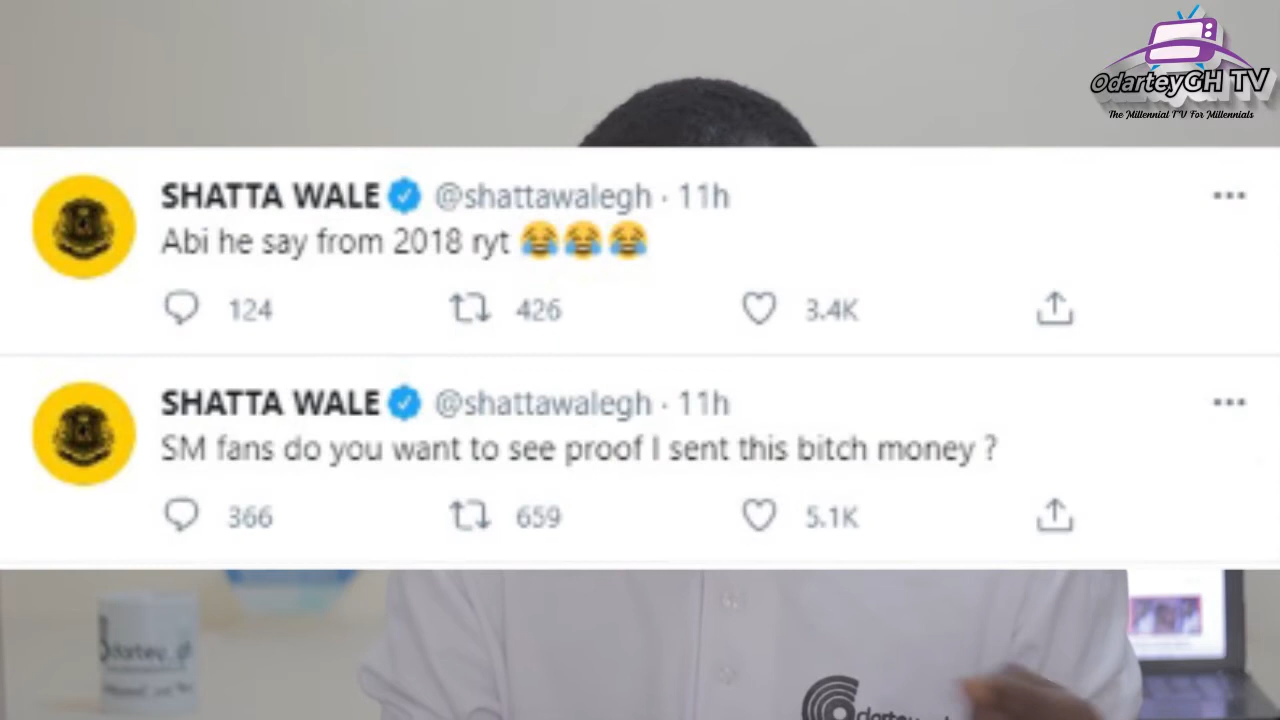 OdarteyGH TV
The Millennial TV For Millennials
SHATTA WALE @shattawalegh · 11h
Abi he say from 2018 ryt 😂😂😂
124 426 3.4K
SHATTA WALE @shattawalegh · 11h
SM fans do you want to see proof I sent this bitch money ?
366 659 5.1K